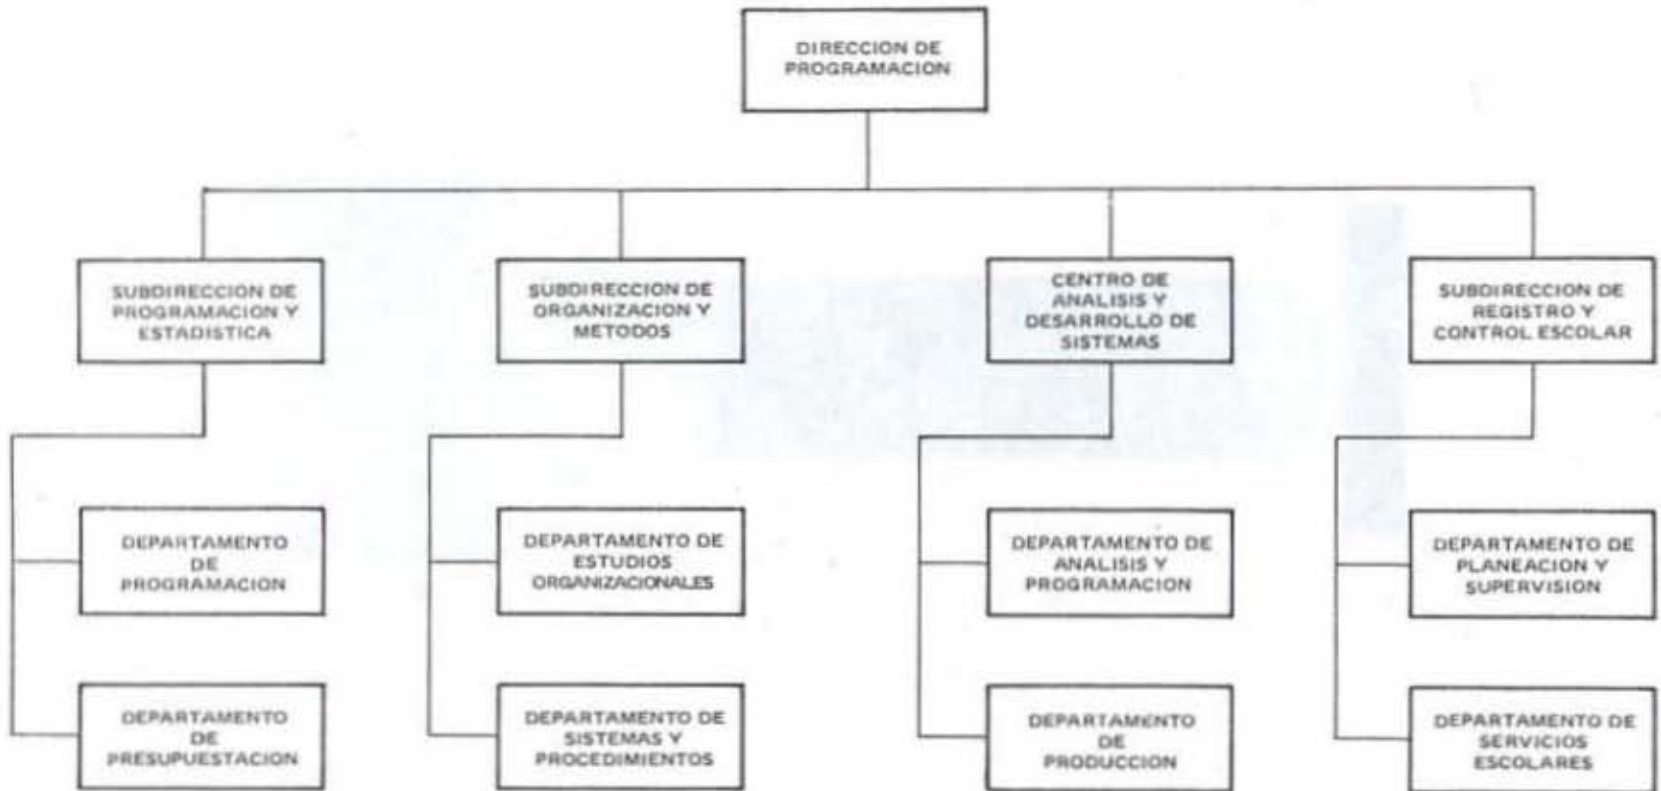 DIRECCION DE
PROGRAMACION
SUBDIRECCION DE
PROGRAMACION Y
ESTADISTICA
SUBDIRECCION DE
ORGANIZACION Y
METODOS
CENTRO DE
ANALISIS Y
DESARROLLO DE
SISTEMAS
SUBDIRECCION DE
REGISTRO Y
CONTROL ESCOLAR
DEPARTAMENTO
DE
PROGRAMACION
DEPARTAMENTO DE
ESTUDIOS
ORGANIZACIONALES
DEPARTAMENTO DE
ANALISIS Y
PROGRAMACION
DEPARTAMENTO DE
PLANEACION Y
SUPERVISION
DEPARTAMENTO
DE
PRESUPUESTACION
DEPARTAMENTO DE
SISTEMAS Y
PROCEDIMIENTOS
DEPARTAMENTO
DE
PRODUCCION
DEPARTAMENTO DE
SERVICIOS
ESCOLARES